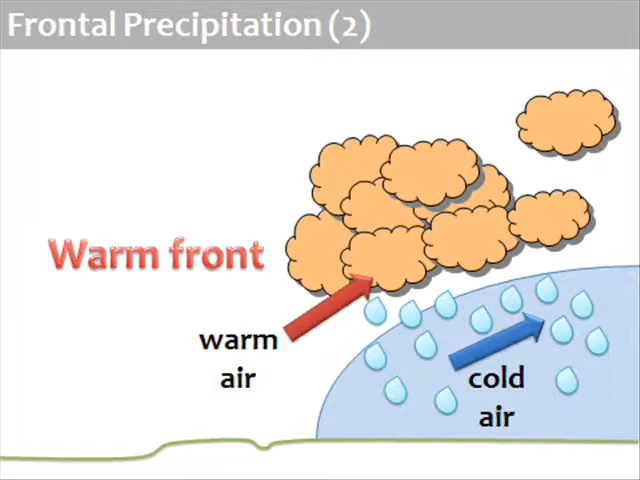 Frontal Precipitation (2)
Warm front
warm
air
cold
air